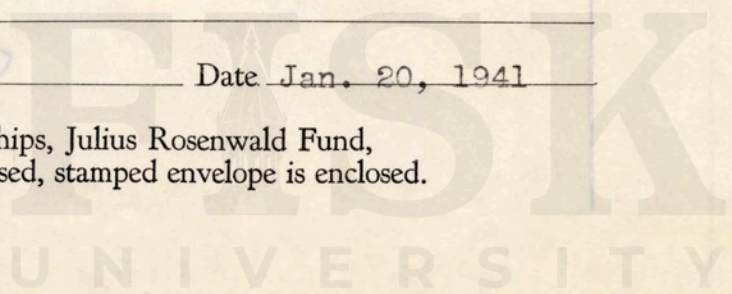 Date Jan. 20, 1941
hips, Julius Rosenwald Fund,
sed, stamped envelope is enclosed.
FISK
UNIVERSITY